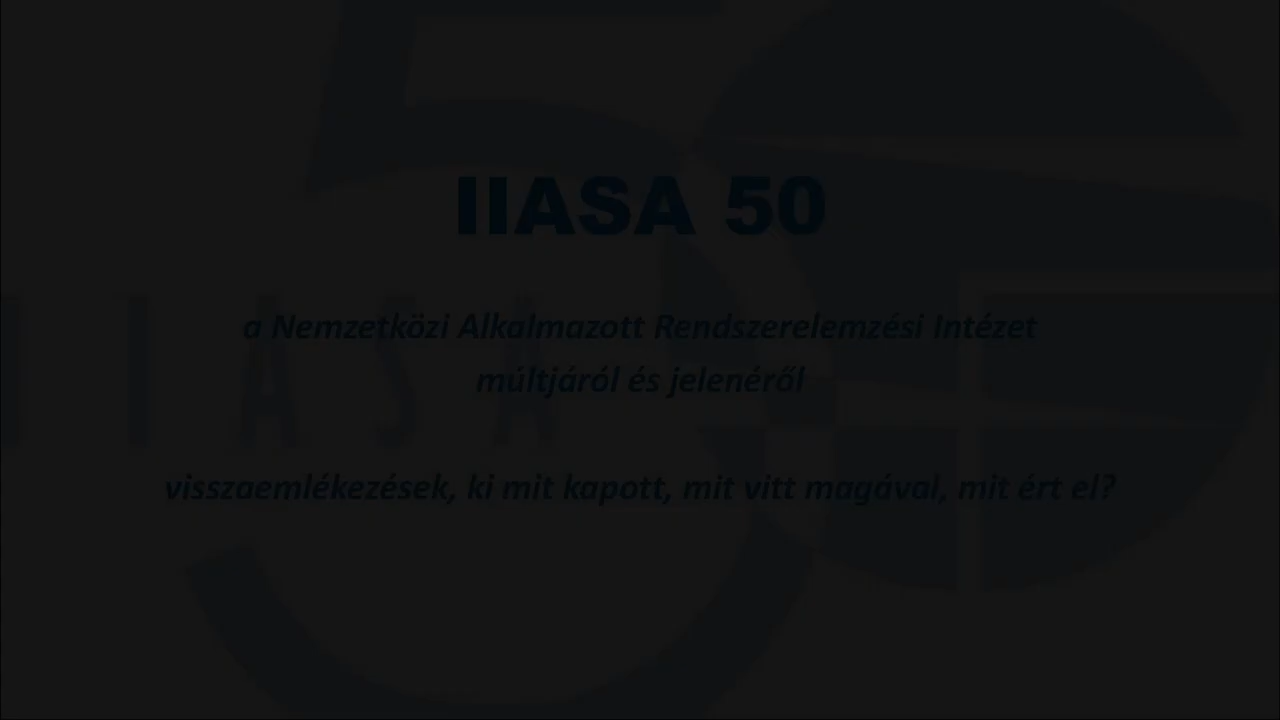 IIASA 50
a Nemzetközi Alkalmazott Rendszerelemzési Intézet
múltjáról és jelenéről
I I A S A
visszaemlékezések, ki mit kapott, mit vitt magával, mit ért el?